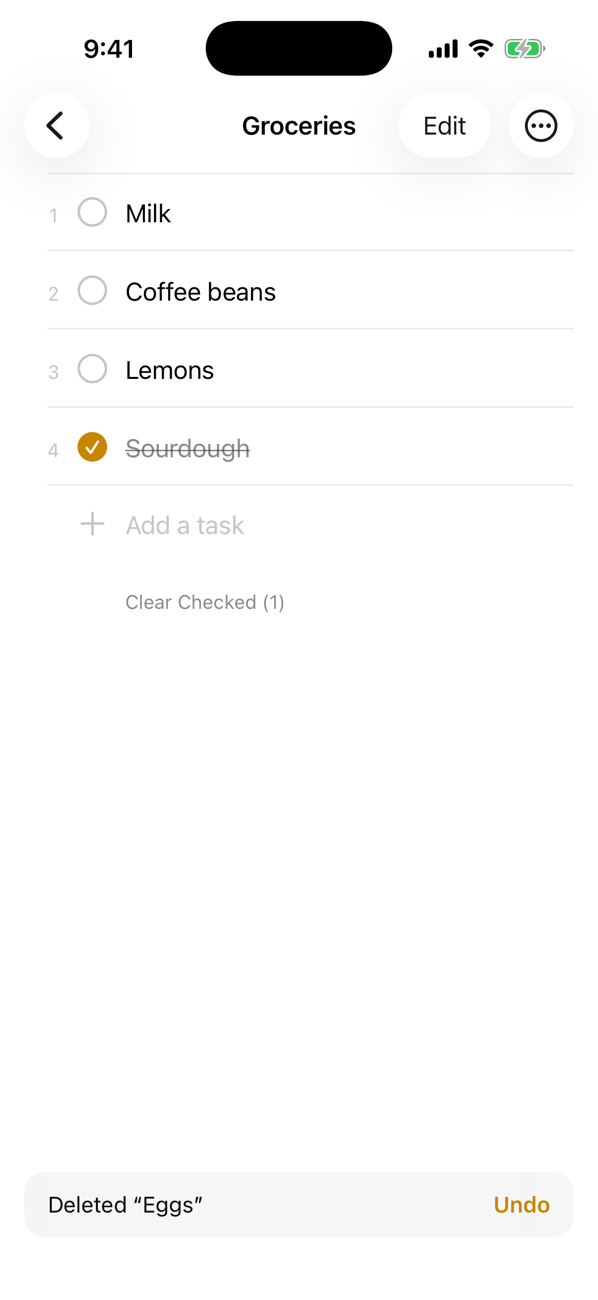 9:41
Groceries
Edit
1 Milk
2 Coffee beans
3 Lemons
4 Sourdough
Add a task
Clear Checked (1)
Deleted “Eggs” Undo